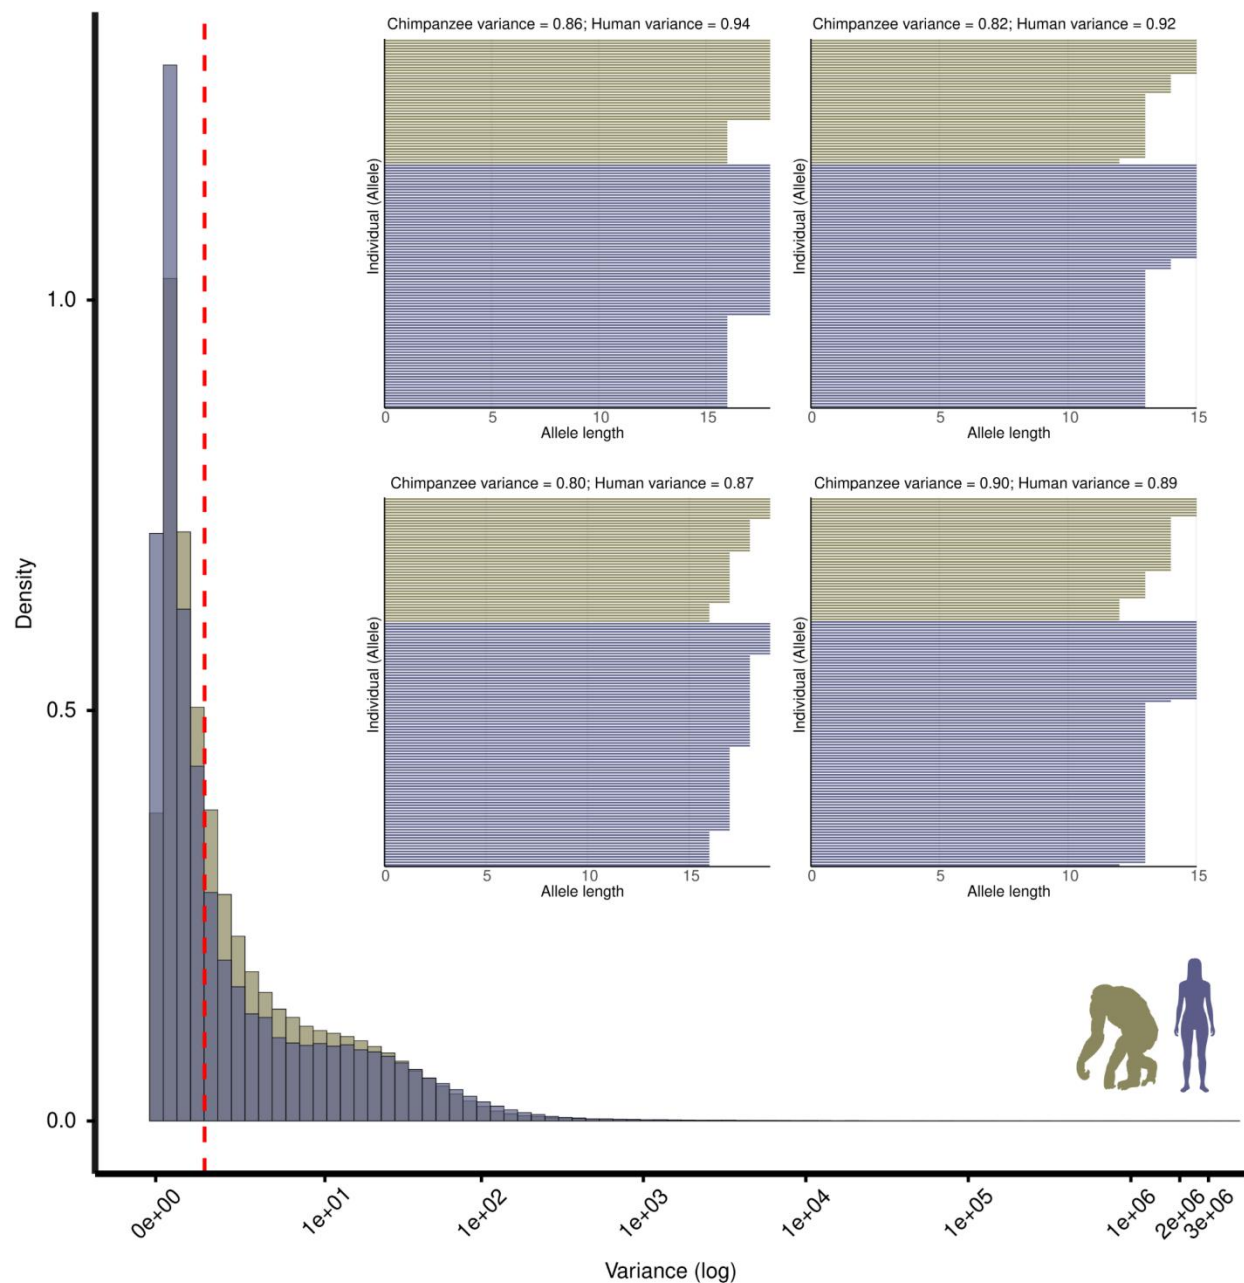 Chimpanzee variance = 0.86; Human variance = 0.94
Individual (Allele)
0 5 10 15
Allele length
Chimpanzee variance = 0.82; Human variance = 0.92
Individual (Allele)
0 5 10 15
Allele length
Chimpanzee variance = 0.80; Human variance = 0.87
Individual (Allele)
0 5 10 15
Allele length
Chimpanzee variance = 0.90; Human variance = 0.89
Individual (Allele)
0 5 10 15
Allele length
Density
1.0
0.5
0.0
0e+00 1e+01 1e+02 1e+03 1e+04 1e+05 1e+06 2e+06 3e+06
Variance (log)